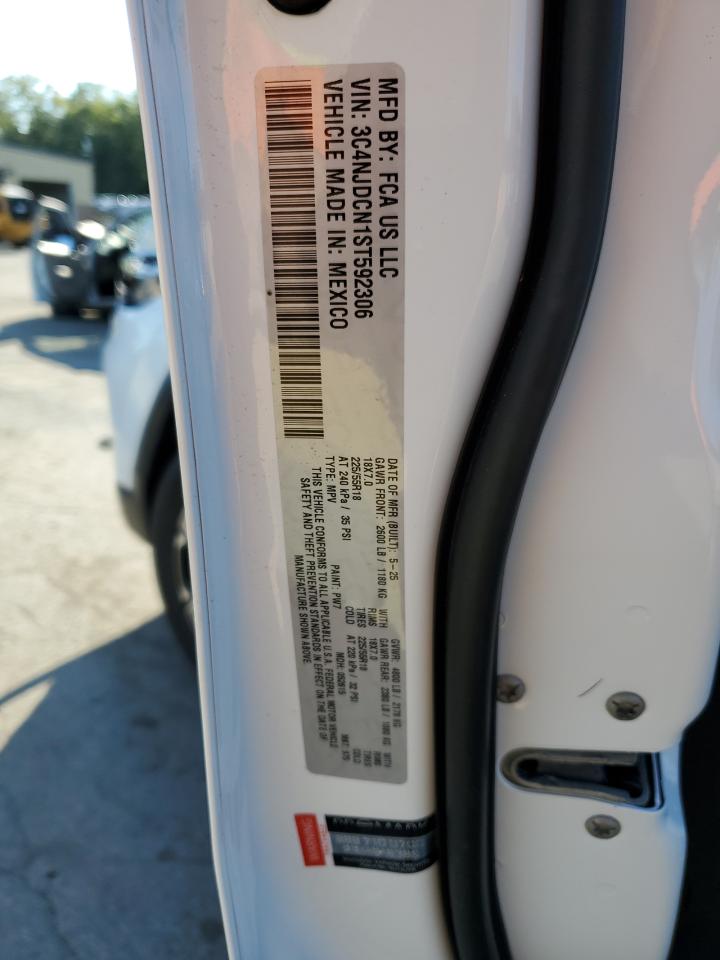 MFD BY: FCA US LLC
VIN: 3C4NJDCN1ST592306
VEHICLE MADE IN: MEXICO
DATE OF MFR (BUILT): 5-25 GVWR: 4800 LB / 2178 KG
GAWR FRONT: 2600 LB / 1180 KG WITH GAWR REAR: 2380 LB / 1080 KG WITH
18X7.0 RIMS 18X7.0 RIMS
225/55R18 TIRES 225/55R18 TIRES
AT 240 kPa / 35 PSI COLD AT 220 kPa / 32 PSI COLD
TYPE: MPV PAINT: PW7 MDH: 052615
THIS VEHICLE CONFORMS TO ALL APPLICABLE U.S.A. FEDERAL MOTOR VEHICLE
SAFETY AND THEFT PREVENTION STANDARDS IN EFFECT ON THE DATE OF
MANUFACTURE SHOWN ABOVE.